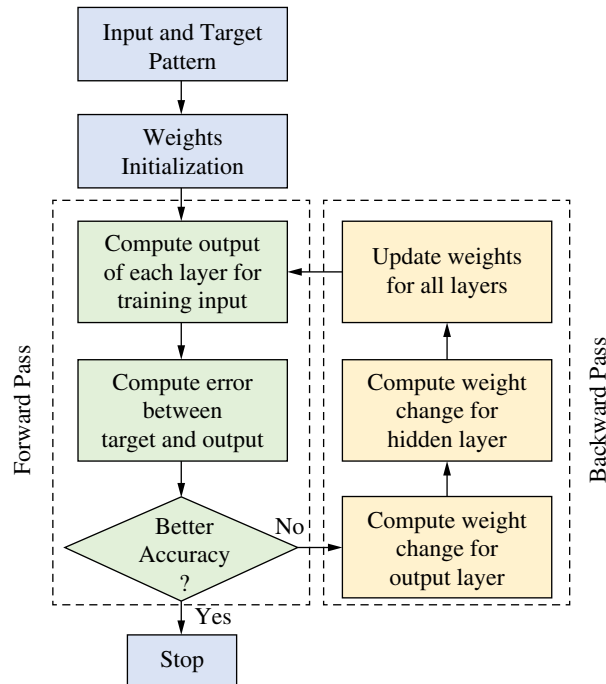 Input and Target
Pattern
Weights
Initialization
Compute output
of each layer for
training input
Compute error
between
target and output
Better
Accuracy
?
No
Yes
Stop
Forward Pass
Update weights
for all layers
Compute weight
change for
hidden layer
Compute weight
change for
output layer
Backward Pass